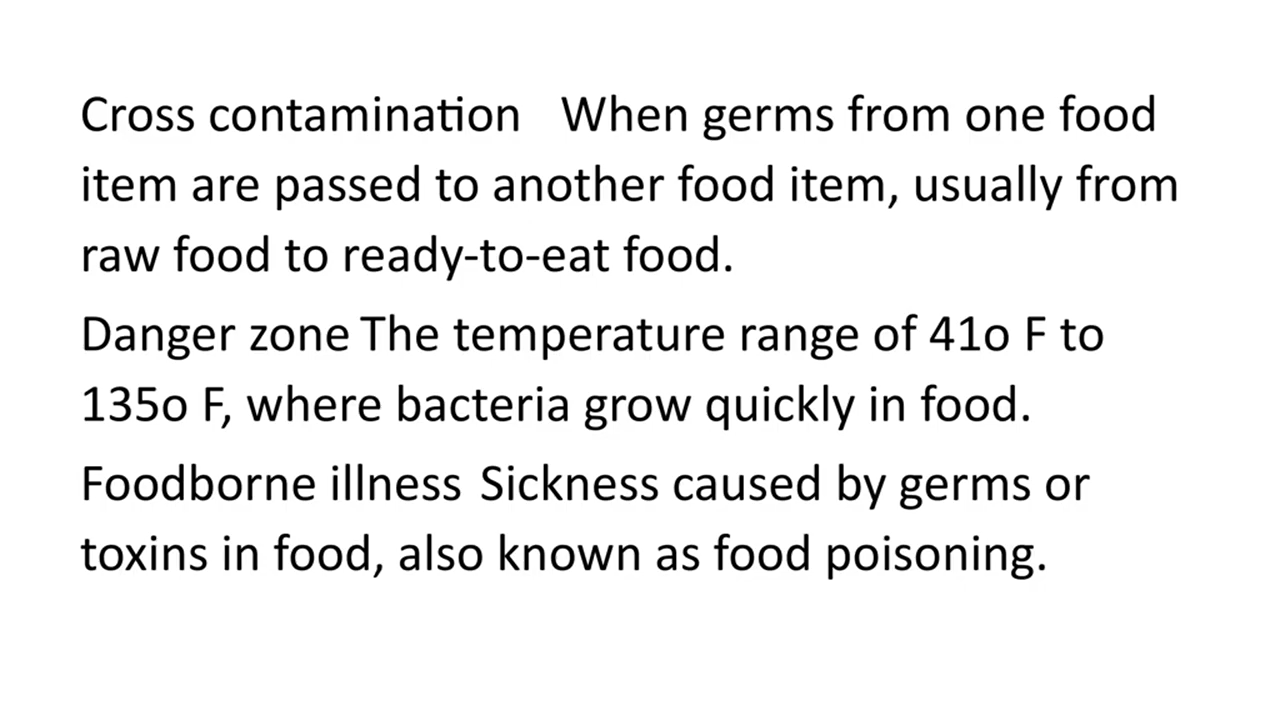 Cross contamination   When germs from one food
item are passed to another food item, usually from
raw food to ready-to-eat food.
Danger zone The temperature range of 41o F to
135o F, where bacteria grow quickly in food.
Foodborne illness  Sickness caused by germs or
toxins in food, also known as food poisoning.